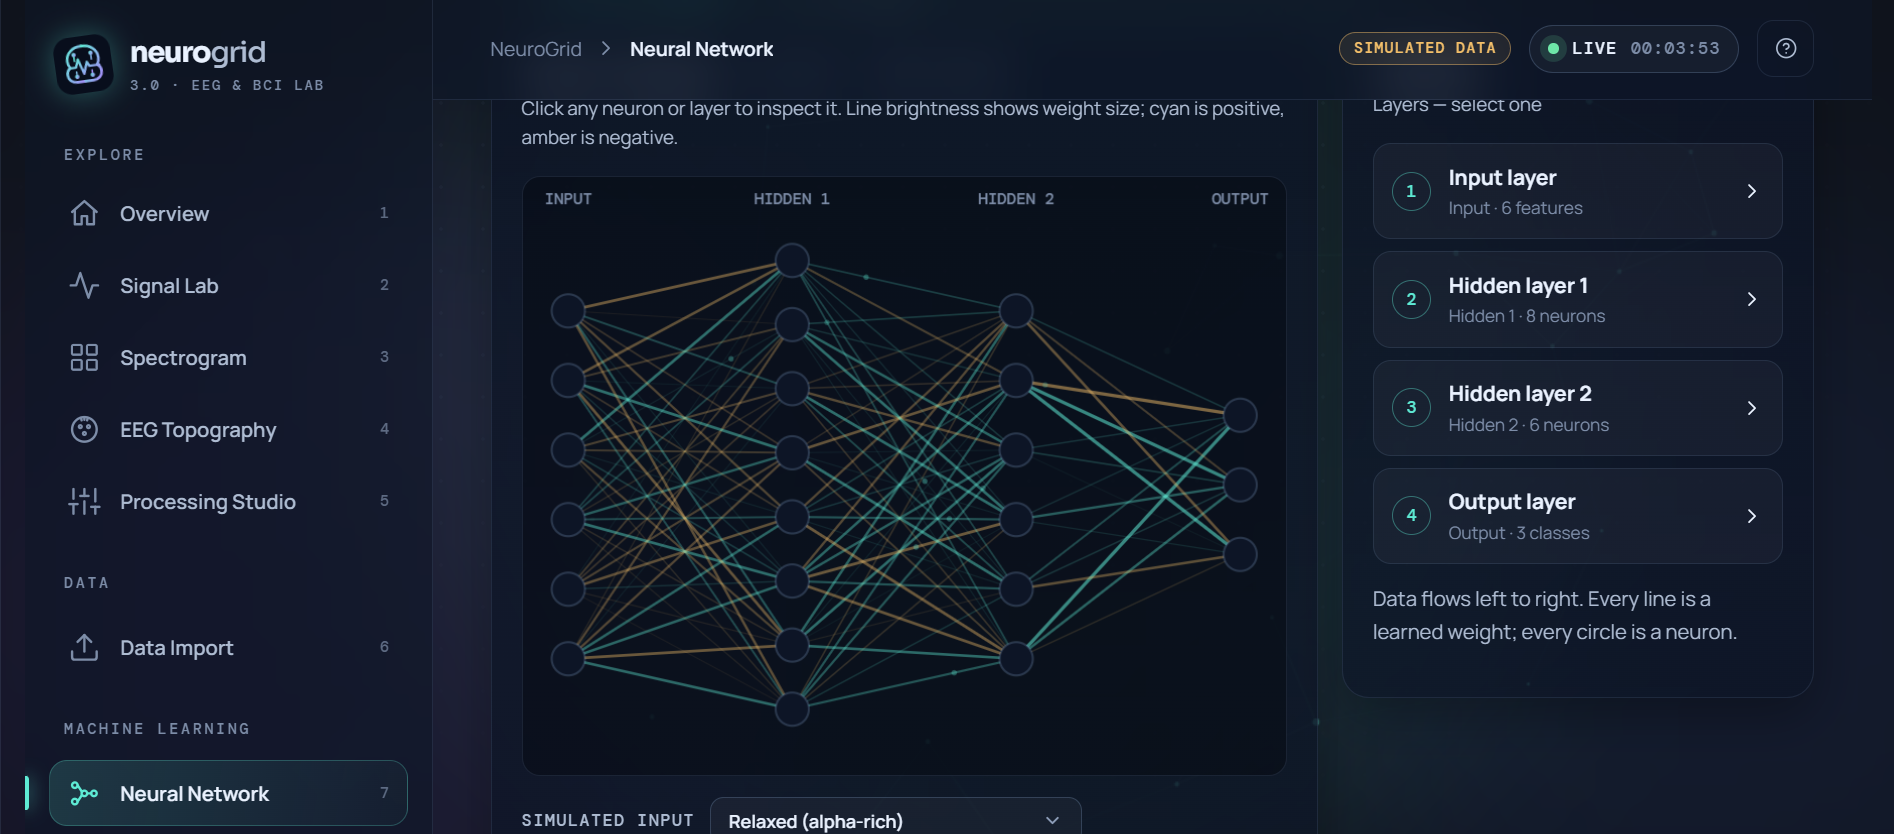 neurogrid
3.0 · EEG & BCI LAB
EXPLORE
Overview 1
Signal Lab 2
Spectrogram 3
EEG Topography 4
Processing Studio 5
DATA
Data Import 6
MACHINE LEARNING
Neural Network 7
NeuroGrid > Neural Network
SIMULATED DATA
LIVE 00:03:53
Click any neuron or layer to inspect it. Line brightness shows weight size; cyan is positive,
amber is negative.
INPUT HIDDEN 1 HIDDEN 2 OUTPUT
SIMULATED INPUT Relaxed (alpha-rich)
Layers — select one
1 Input layer
Input · 6 features
2 Hidden layer 1
Hidden 1 · 8 neurons
3 Hidden layer 2
Hidden 2 · 6 neurons
4 Output layer
Output · 3 classes
Data flows left to right. Every line is a
learned weight; every circle is a neuron.